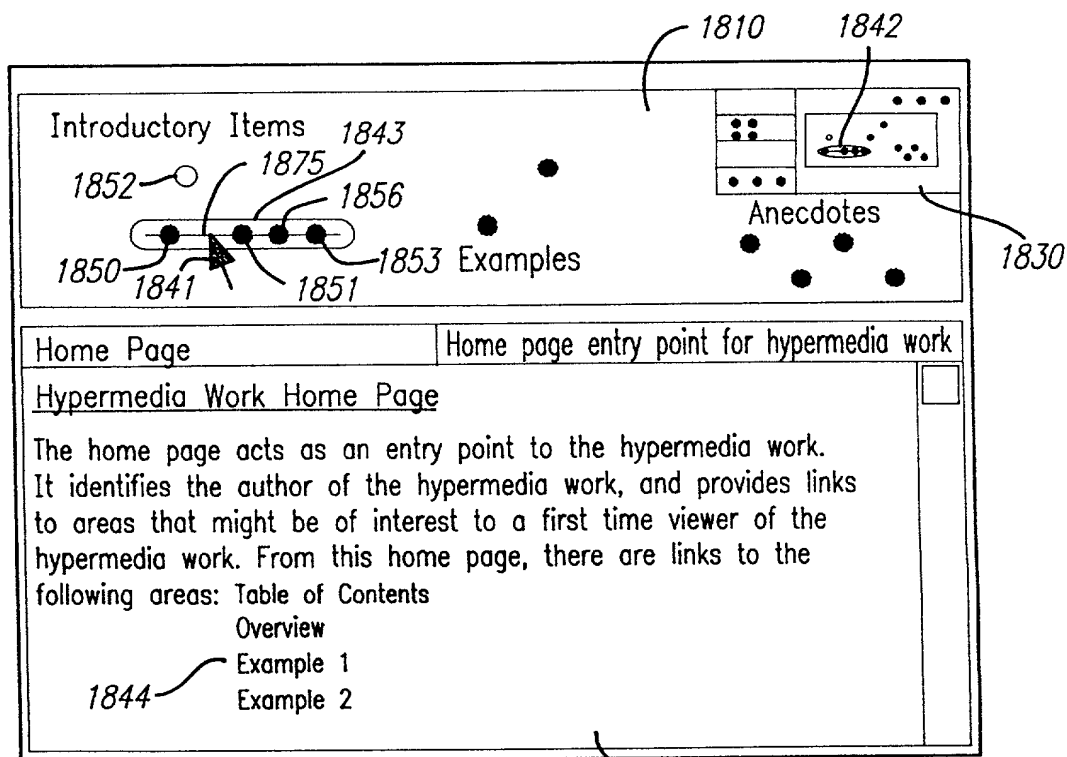 1810 1842
Introductory Items
1843
1875
1852
1856
Anecdotes
1850
1841
1851
1853 Examples
1830
Home Page
Home page entry point for hypermedia work
Hypermedia Work Home Page
The home page acts as an entry point to the hypermedia work.
It identifies the author of the hypermedia work, and provides links
to areas that might be of interest to a first time viewer of the
hypermedia work. From this home page, there are links to the
following areas: Table of Contents
Overview
Example 1
1844
Example 2